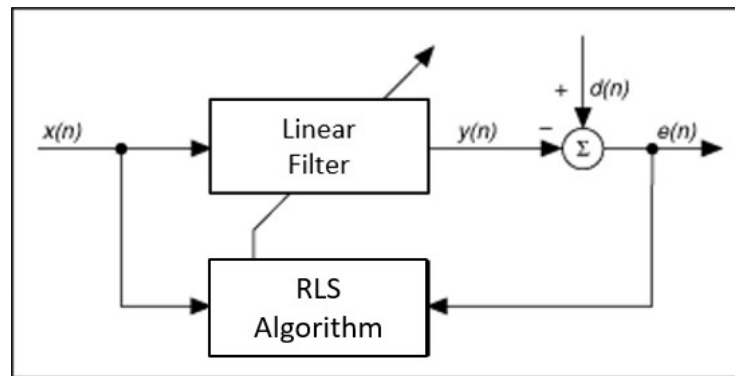 x(n)
Linear
Filter
y(n)
−
+
d(n)
Σ
e(n)
RLS
Algorithm